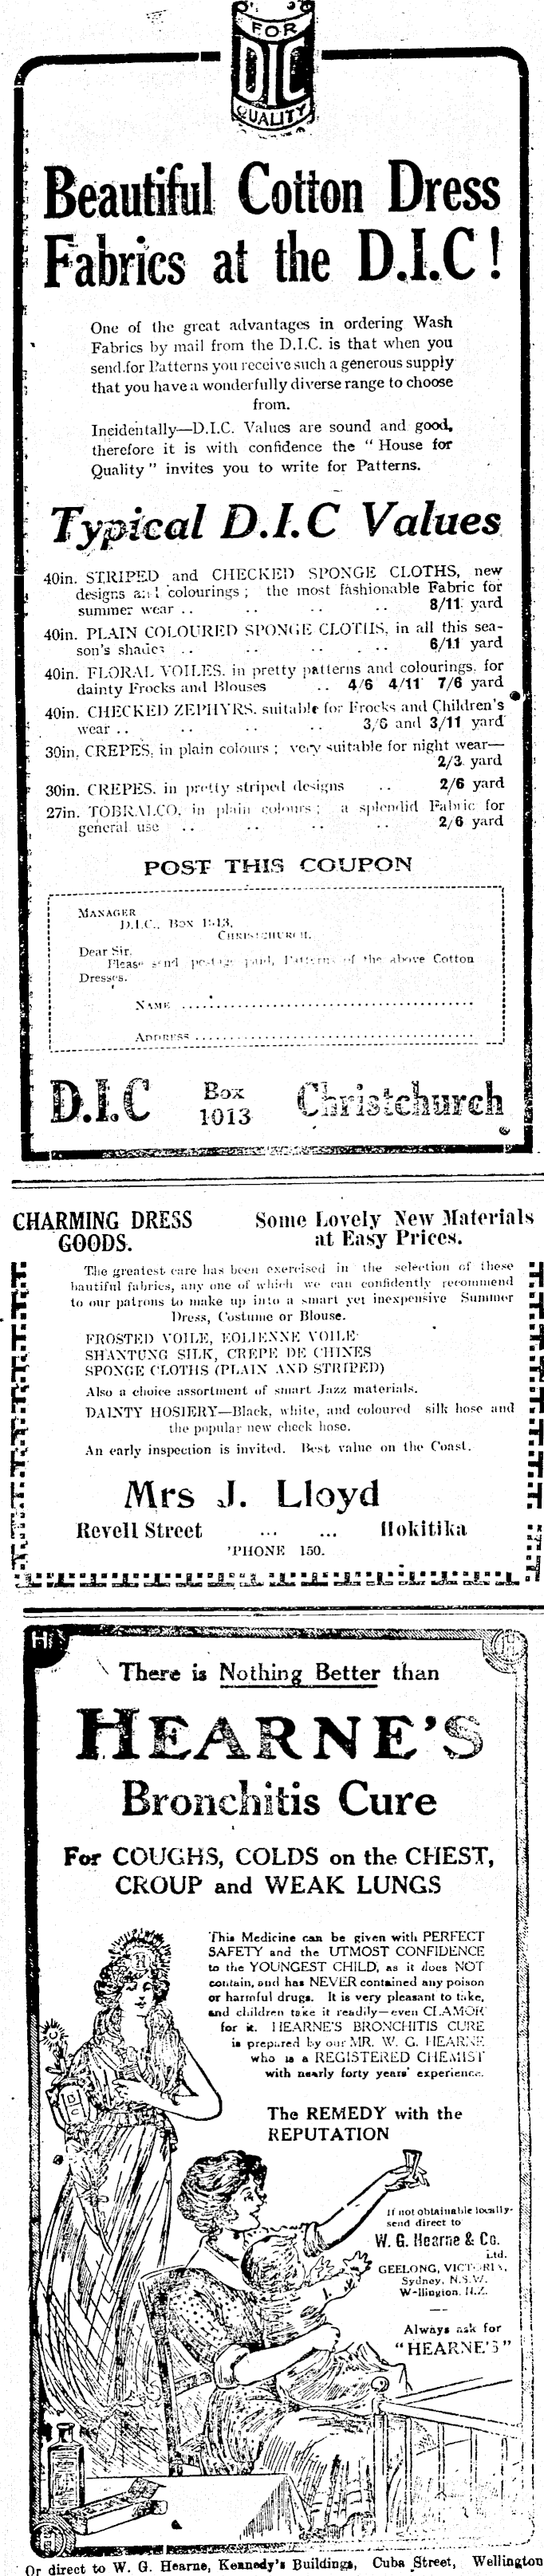 FOR
DIC
QUALITY
Beautiful Cotton Dress
Fabrics at the D.I.C!
One of the great advantages in ordering Wash
Fabrics by mail from the D.I.C. is that when you
send for Patterns you receive such a generous supply
that you have a wonderfully diverse range to choose
from.
Incidentally—D.I.C. Values are sound and good,
therefore it is with confidence the "House for
Quality" invites you to write for Patterns.
Typical D.I.C Values
40in. STRIPED and CHECKED SPONGE CLOTHS, new
designs and colourings; the most fashionable Fabric for
summer wear .. .. .. .. 8/11 yard
40in. PLAIN COLOURED SPONGE CLOTHS, in all this sea-
son's shades .. .. .. .. 6/11 yard
40in. FLORAL VOILES, in pretty patterns and colourings, for
dainty Frocks and Blouses .. 4/6 4/11 7/6 yard
40in. CHECKED ZEPHYRS, suitable for Frocks and Children's
wear .. .. .. .. 3/6 and 3/11 yard
30in. CREPES, in plain colours; very suitable for night wear—
2/3 yard
30in. CREPES, in pretty striped designs .. 2/6 yard
27in. TOBRALCO, in plain colours; a splendid Fabric for
general use .. .. .. .. 2/6 yard
POST THIS COUPON
MANAGER
D.I.C., Box 1013,
CHRISTCHURCH.
Dear Sir,
Please send postage paid, Patterns of the above Cotton
Dresses.
NAME ..........................................
ADDRESS ........................................
D.I.C Box Christchurch
1013
CHARMING DRESS
GOODS.
Some Lovely New Materials
at Easy Prices.
The greatest care has been exercised in the selection of these
bautiful fabrics, any one of which we can confidently recommend
to our patrons to make up into a smart yet inexpensive Summer
Dress, Costume or Blouse.
FROSTED VOILE, EOLIENNE VOILE
SHANTUNG SILK, CREPE DE CHINES
SPONGE CLOTHS (PLAIN AND STRIPED)
Also a choice assortment of smart Jazz materials.
DAINTY HOSIERY—Black, white, and coloured silk hose and
the popular new check hose.
An early inspection is invited. Best value on the Coast.
Mrs J. Lloyd
Revell Street ... ... Hokitika
'PHONE 150.
There is Nothing Better than
HEARNE'S
Bronchitis Cure
For COUGHS, COLDS on the CHEST,
CROUP and WEAK LUNGS
This Medicine can be given with PERFECT
SAFETY and the UTMOST CONFIDENCE
to the YOUNGEST CHILD, as it does NOT
contain, and has NEVER contained any poison
or harmful drugs. It is very pleasant to take,
and children take it readily—even CLAMOR
for it. HEARNE'S BRONCHITIS CURE
is prepared by our MR. W. G. HEARNE
who is a REGISTERED CHEMIST
with nearly forty years' experience.
The REMEDY with the
REPUTATION
If not obtainable locally
send direct to
W. G. Hearne & Co.
Ltd.
GEELONG, VICTORIA,
Sydney, N.S.W.
Wellington, N.Z.
Always ask for
"HEARNE'S"
Or direct to W. G. Hearne, Kennedy's Buildings, Cuba Street, Wellington